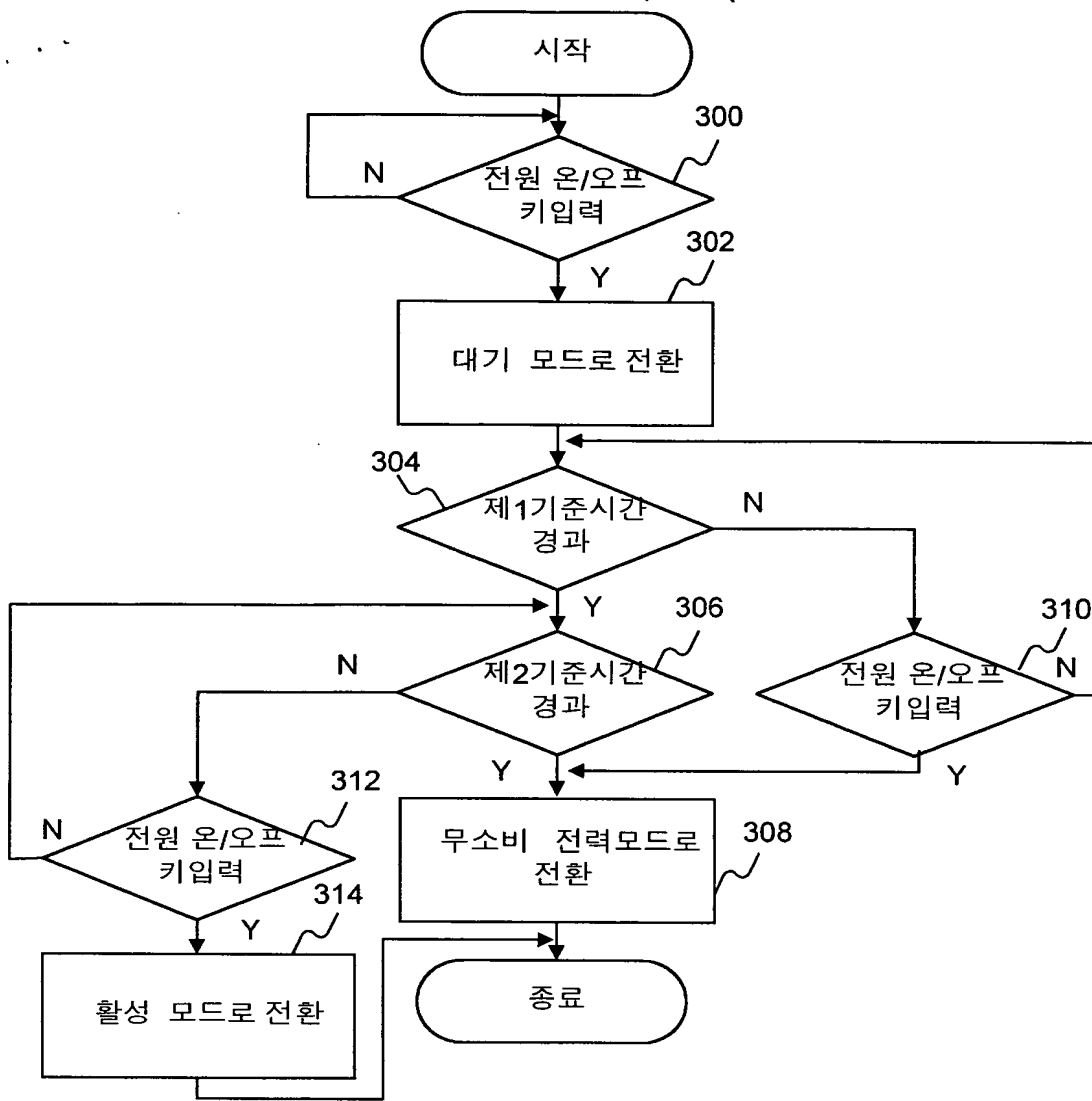 시작
300
N
전원 온/오프
키입력
Y
302
대기 모드로 전환
304
제1기준시간
경과
N
Y
306
310
N
제2기준시간
경과
전원 온/오프
키입력
N
Y
Y
312
N
전원 온/오프
키입력
무소비 전력모드로
전환
308
Y
314
활성 모드로 전환
종료